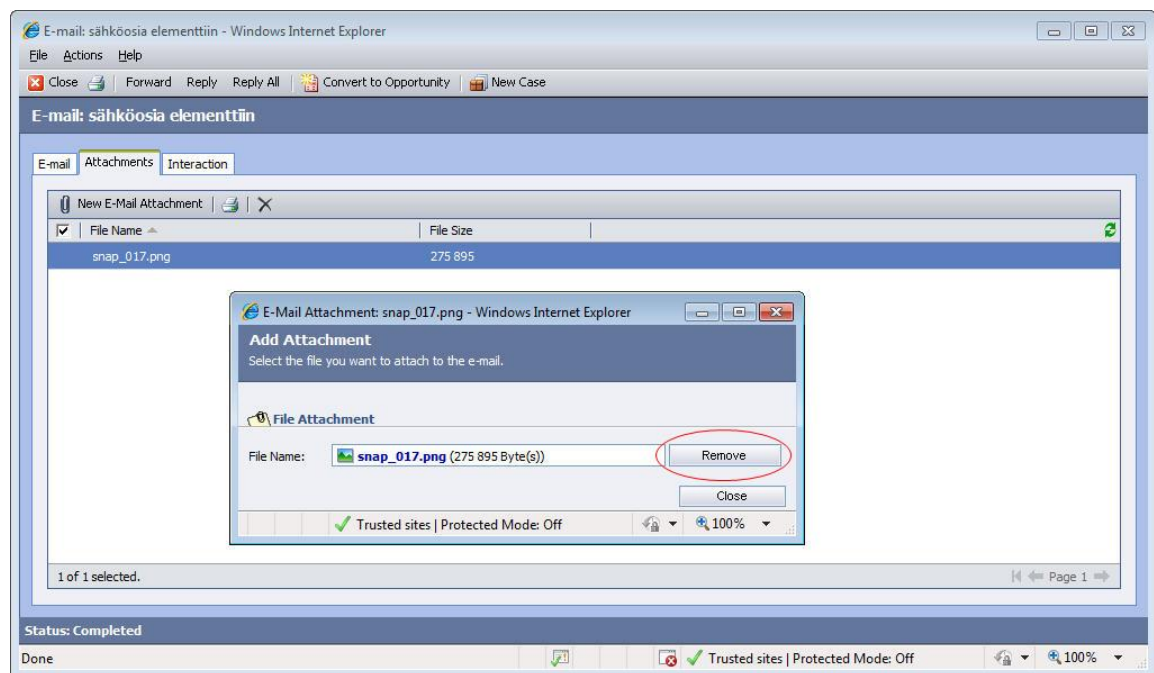 E-mail: sähköosia elementtiin - Windows Internet Explorer
File Actions Help
Close Forward Reply Reply All Convert to Opportunity New Case
E-mail: sähköosia elementtiin
E-mail Attachments Interaction
New E-Mail Attachment
File Name File Size
snap_017.png 275 895
E-Mail Attachment: snap_017.png - Windows Internet Explorer
Add Attachment
Select the file you want to attach to the e-mail.
File Attachment
File Name: snap_017.png (275 895 Byte(s)) Remove
Close
Trusted sites | Protected Mode: Off 100%
1 of 1 selected. Page 1
Status: Completed
Done Trusted sites | Protected Mode: Off 100%